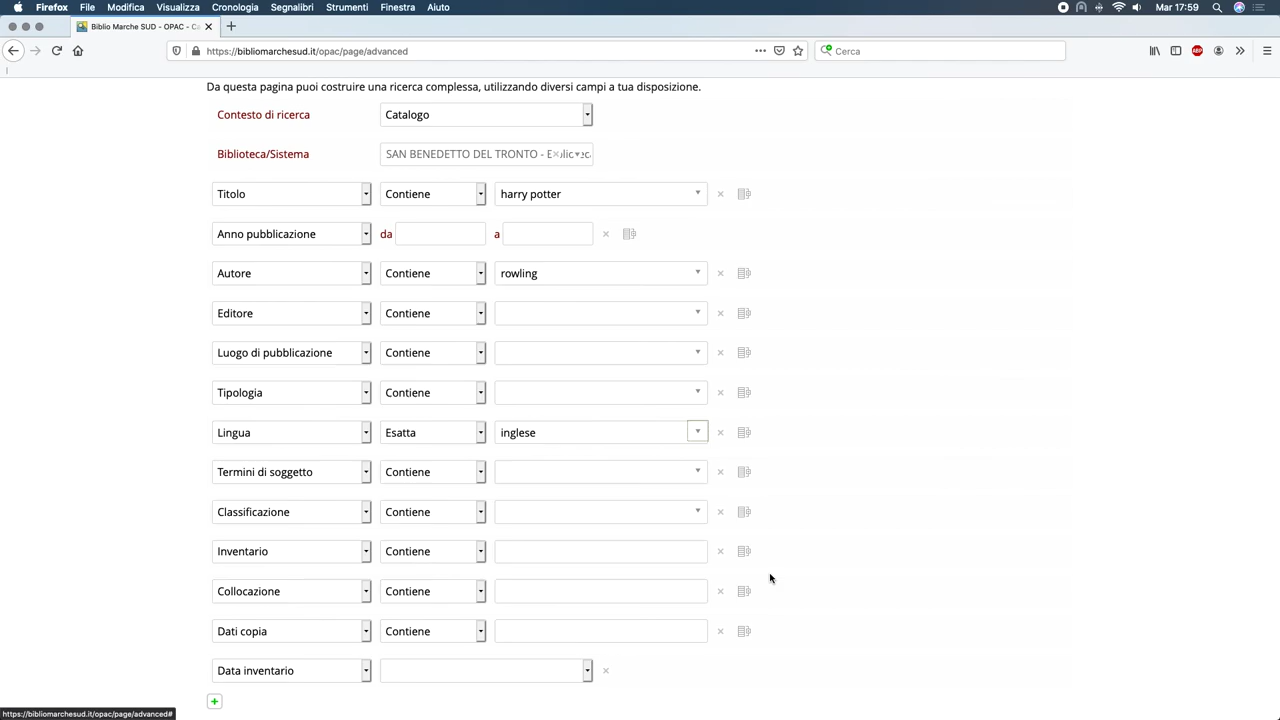 Firefox File Modifica Visualizza Cronologia Segnalibri Strumenti Finestra Aiuto Mar 17:59
Biblio Marche SUD - OPAC - Ca
https://bibliomarchesud.it/opac/page/advanced Cerca ABP
Da questa pagina puoi costruire una ricerca complessa, utilizzando diversi campi a tua disposizione.
Contesto di ricerca Catalogo
Biblioteca/Sistema SAN BENEDETTO DEL TRONTO -
Titolo Contiene harry potter
Anno pubblicazione da a
Autore Contiene rowling
Editore Contiene
Luogo di pubblicazione Contiene
Tipologia Contiene
Lingua Esatta inglese
Termini di soggetto Contiene
Classificazione Contiene
Inventario Contiene
Collocazione Contiene
Dati copia Contiene
Data inventario
https://bibliomarchesud.it/opac/page/advanced#